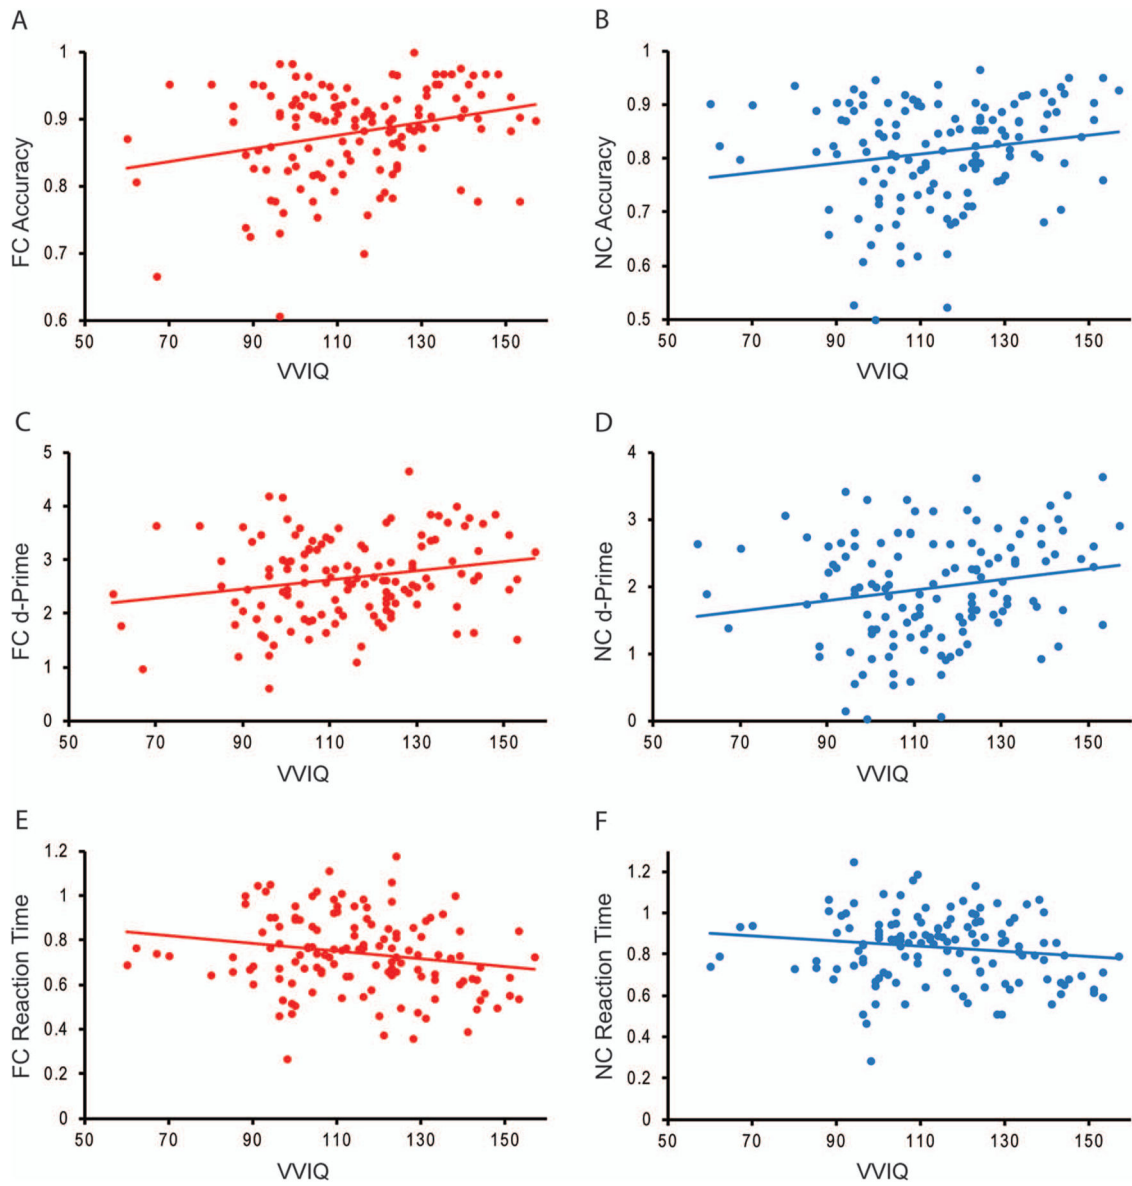 A
B
FC Accuracy
1
0.9
0.8
0.7
0.6
50 70 90 110 130 150
VVIQ
NC Accuracy
1
0.9
0.8
0.7
0.6
0.5
50 70 90 110 130 150
VVIQ
C
D
FC d-Prime
5
4
3
2
1
0
50 70 90 110 130 150
VVIQ
NC d-Prime
4
3
2
1
0
50 70 90 110 130 150
VVIQ
E
F
FC Reaction Time
1.2
1
0.8
0.6
0.4
0.2
0
50 70 90 110 130 150
VVIQ
NC Reaction Time
1.2
1
0.8
0.6
0.4
0.2
0
50 70 90 110 130 150
VVIQ